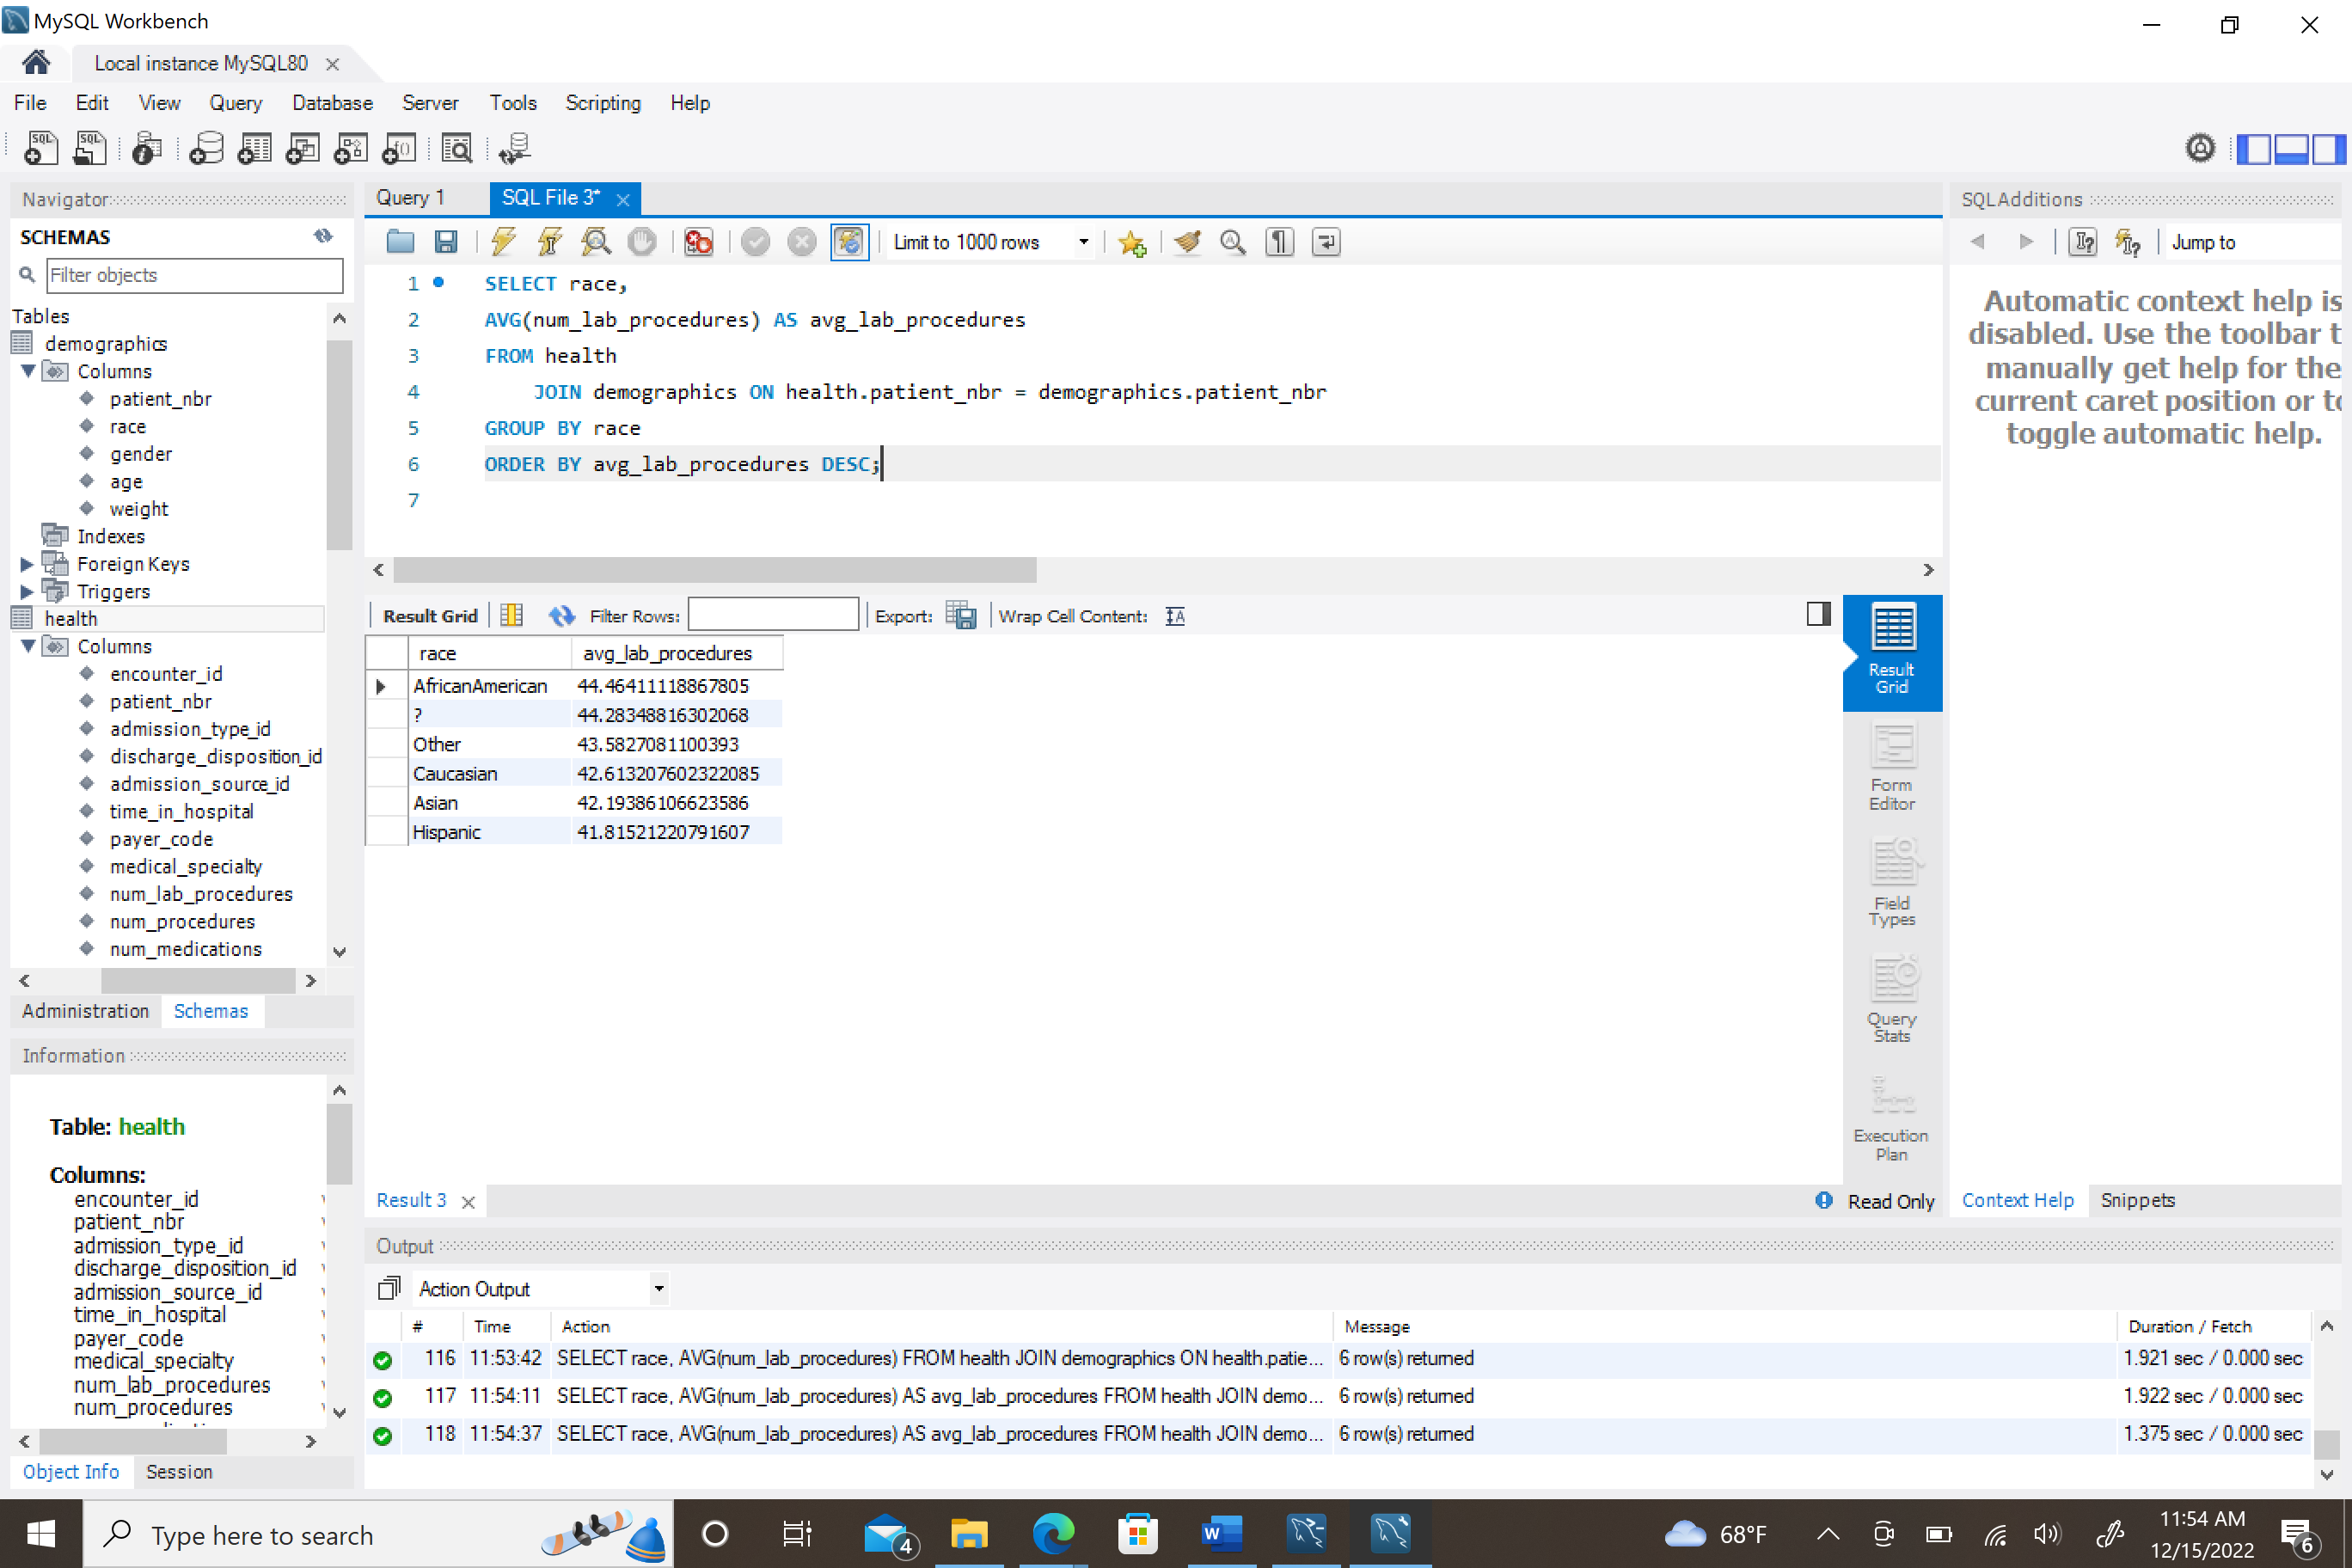 MySQL Workbench
Local instance MySQL80
File Edit View Query Database Server Tools Scripting Help
Navigator
SCHEMAS
Filter objects
Tables
demographics
Columns
patient_nbr
race
gender
age
weight
Indexes
Foreign Keys
Triggers
health
Columns
encounter_id
patient_nbr
admission_type_id
discharge_disposition_id
admission_source_id
time_in_hospital
payer_code
medical_specialty
num_lab_procedures
num_procedures
num_medications
Administration Schemas
Information
Table: health
Columns:
encounter_id
patient_nbr
admission_type_id
discharge_disposition_id
admission_source_id
time_in_hospital
payer_code
medical_specialty
num_lab_procedures
num_procedures
Object Info Session
Query 1 SQL File 3*
Limit to 1000 rows
1 SELECT race,
2 AVG(num_lab_procedures) AS avg_lab_procedures
3 FROM health
4 JOIN demographics ON health.patient_nbr = demographics.patient_nbr
5 GROUP BY race
6 ORDER BY avg_lab_procedures DESC;
7
Result Grid Filter Rows: Export: Wrap Cell Content:
race avg_lab_procedures
AfricanAmerican 44.46411118867805
? 44.28348816302068
Other 43.5827081100393
Caucasian 42.613207602322085
Asian 42.19386106623586
Hispanic 41.81521220791607
Result
Grid
Form
Editor
Field
Types
Query
Stats
Execution
Plan
Result 3 Read Only
SQLAdditions
Jump to
Automatic context help is
disabled. Use the toolbar t
manually get help for the
current caret position or to
toggle automatic help.
Context Help Snippets
Output
Action Output
# Time Action Message Duration / Fetch
116 11:53:42 SELECT race, AVG(num_lab_procedures) FROM health JOIN demographics ON health.patie... 6 row(s) returned 1.921 sec / 0.000 sec
117 11:54:11 SELECT race, AVG(num_lab_procedures) AS avg_lab_procedures FROM health JOIN demo... 6 row(s) returned 1.922 sec / 0.000 sec
118 11:54:37 SELECT race, AVG(num_lab_procedures) AS avg_lab_procedures FROM health JOIN demo... 6 row(s) returned 1.375 sec / 0.000 sec
Type here to search
4
68°F
11:54 AM
12/15/2022
6